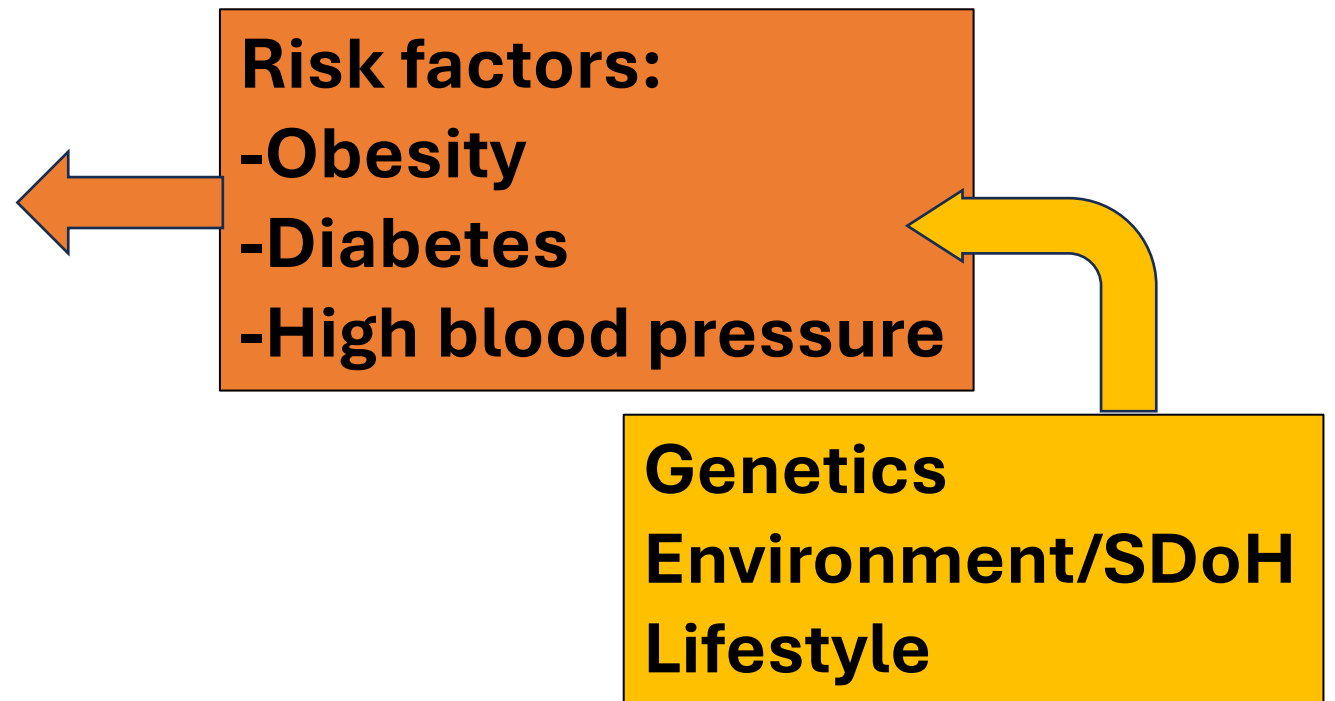 Risk factors:
-Obesity
-Diabetes
-High blood pressure
Genetics
Environment/SDoH
Lifestyle